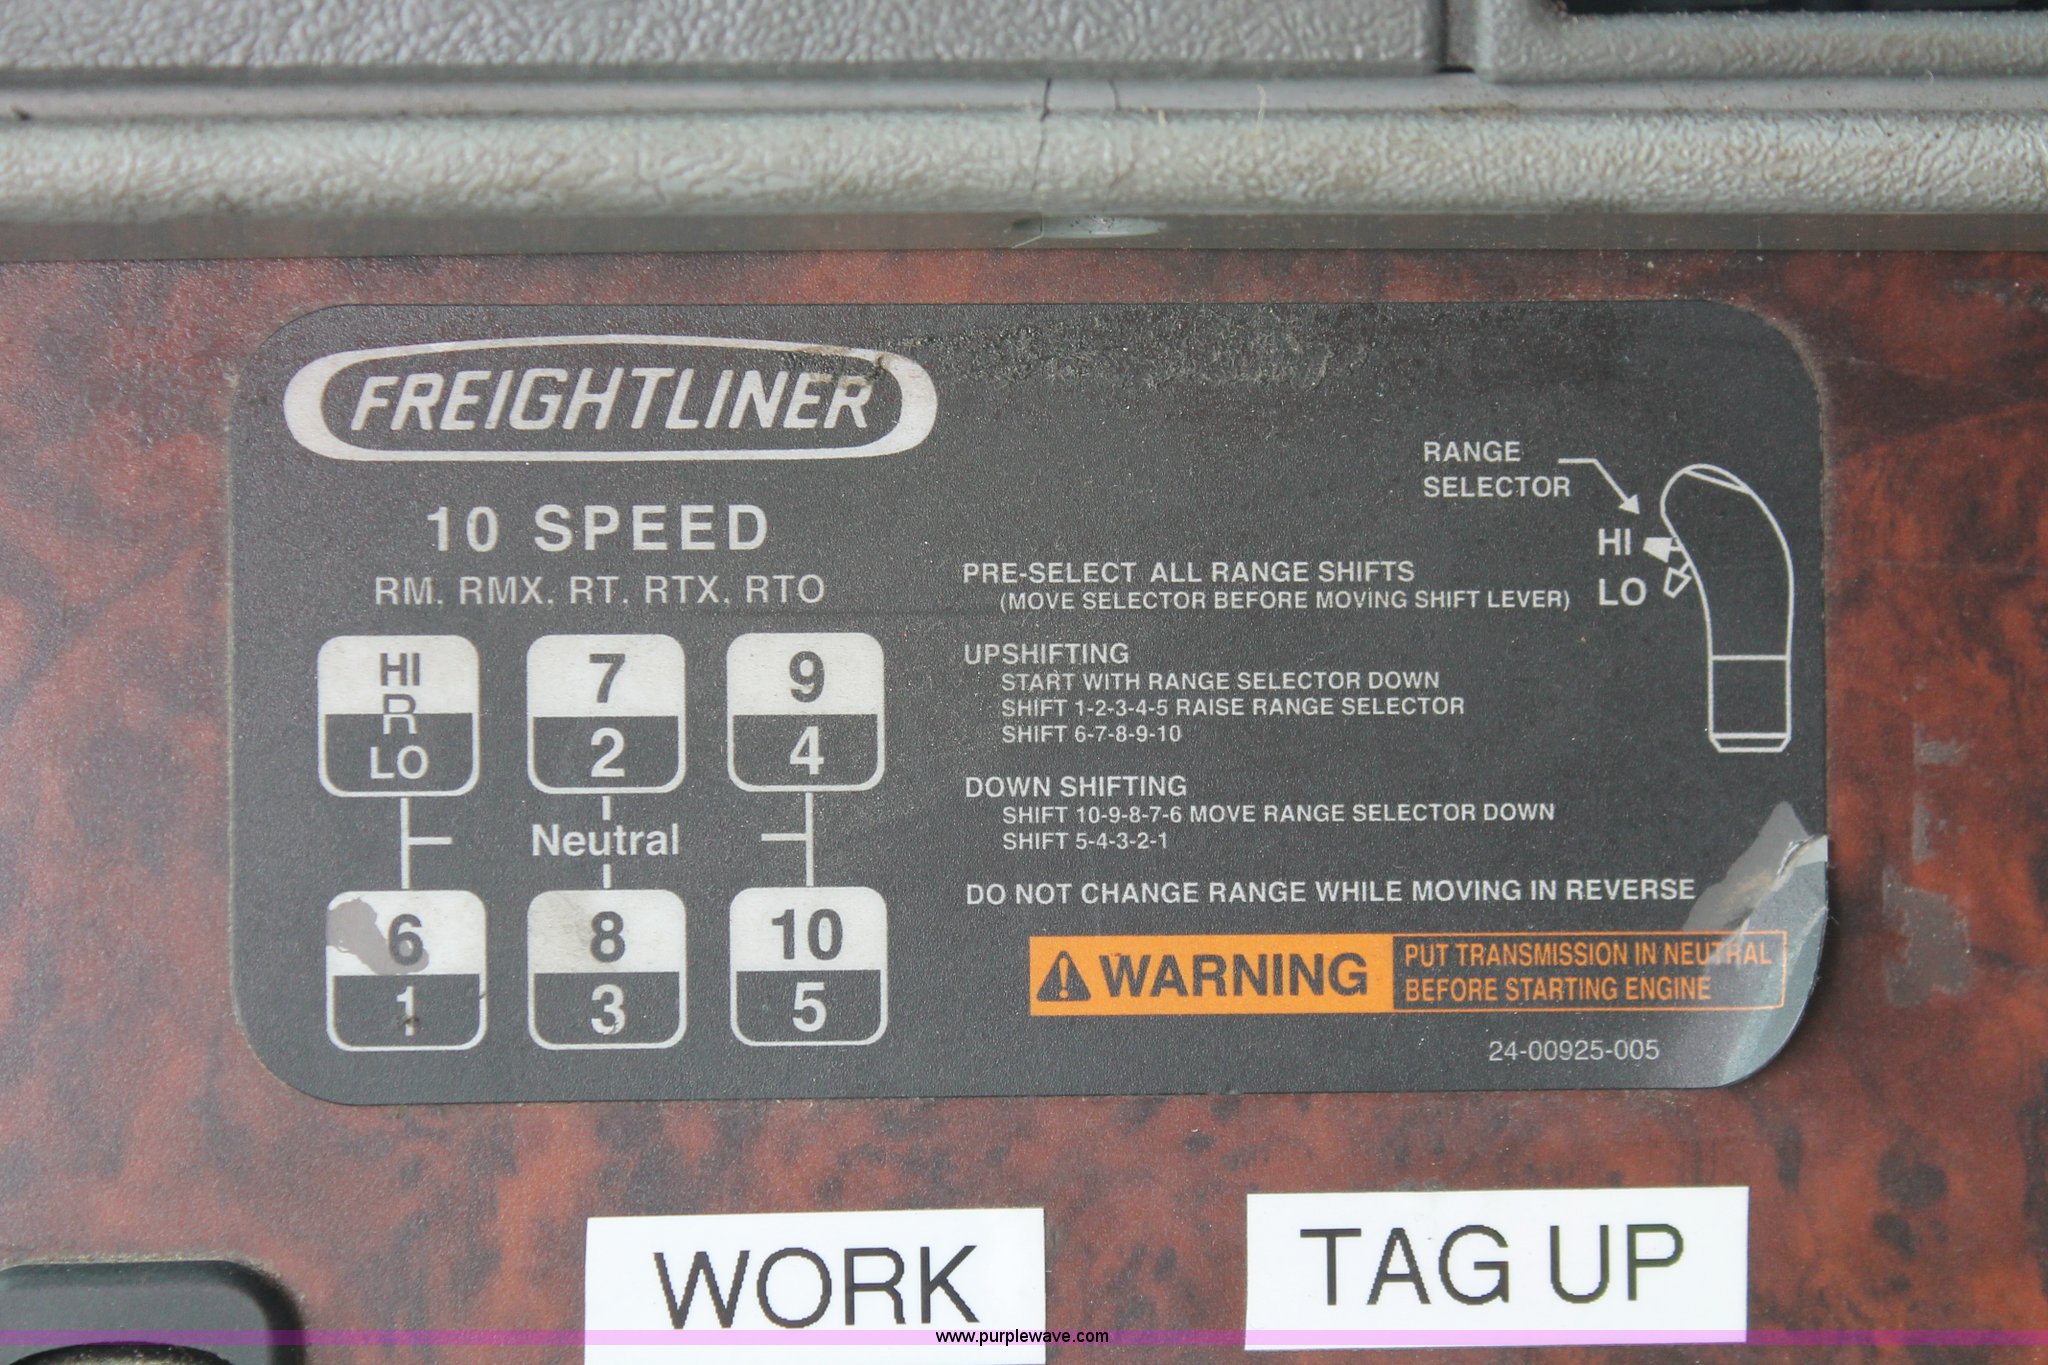 FREIGHTLINER
10 SPEED
RM, RMX, RT, RTX, RTO
HI
R
LO
7
2
9
4
Neutral
6
1
8
3
10
5
RANGE
SELECTOR
HI
LO
PRE-SELECT ALL RANGE SHIFTS
(MOVE SELECTOR BEFORE MOVING SHIFT LEVER)
UPSHIFTING
START WITH RANGE SELECTOR DOWN
SHIFT 1-2-3-4-5 RAISE RANGE SELECTOR
SHIFT 6-7-8-9-10
DOWN SHIFTING
SHIFT 10-9-8-7-6 MOVE RANGE SELECTOR DOWN
SHIFT 5-4-3-2-1
DO NOT CHANGE RANGE WHILE MOVING IN REVERSE
WARNING
PUT TRANSMISSION IN NEUTRAL
BEFORE STARTING ENGINE
24-00925-005
WORK
TAG UP
www.purplewave.com